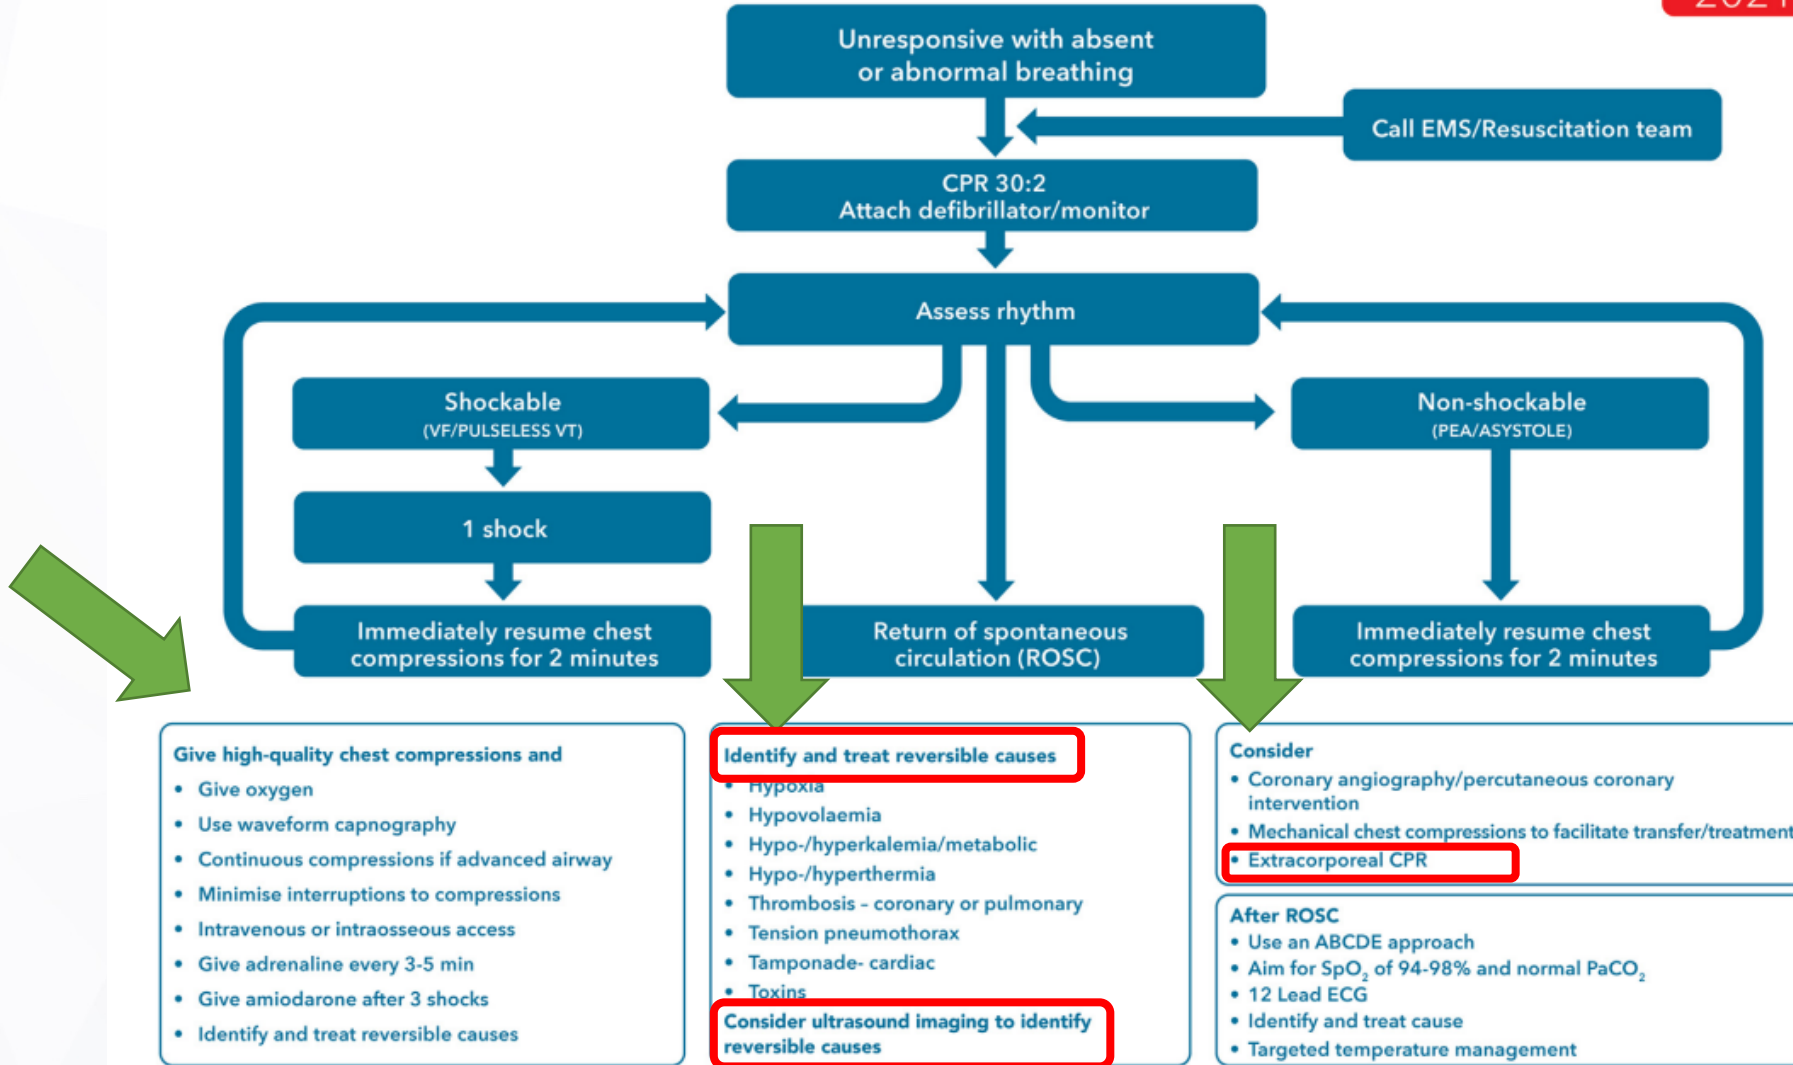 2021
Unresponsive with absent
or abnormal breathing
Call EMS/Resuscitation team
CPR 30:2
Attach defibrillator/monitor
Assess rhythm
Shockable
(VF/PULSELESS VT)
Non-shockable
(PEA/ASYSTOLE)
1 shock
Immediately resume chest
compressions for 2 minutes
Return of spontaneous
circulation (ROSC)
Immediately resume chest
compressions for 2 minutes
Give high-quality chest compressions and
• Give oxygen
• Use waveform capnography
• Continuous compressions if advanced airway
• Minimise interruptions to compressions
• Intravenous or intraosseous access
• Give adrenaline every 3-5 min
• Give amiodarone after 3 shocks
• Identify and treat reversible causes
Identify and treat reversible causes
• Hypoxia
• Hypovolaemia
• Hypo-/hyperkalemia/metabolic
• Hypo-/hyperthermia
• Thrombosis – coronary or pulmonary
• Tension pneumothorax
• Tamponade- cardiac
• Toxins
Consider ultrasound imaging to identify
reversible causes
Consider
• Coronary angiography/percutaneous coronary
intervention
• Mechanical chest compressions to facilitate transfer/treatment
• Extracorporeal CPR
After ROSC
• Use an ABCDE approach
• Aim for SpO₂ of 94-98% and normal PaCO₂
• 12 Lead ECG
• Identify and treat cause
• Targeted temperature management